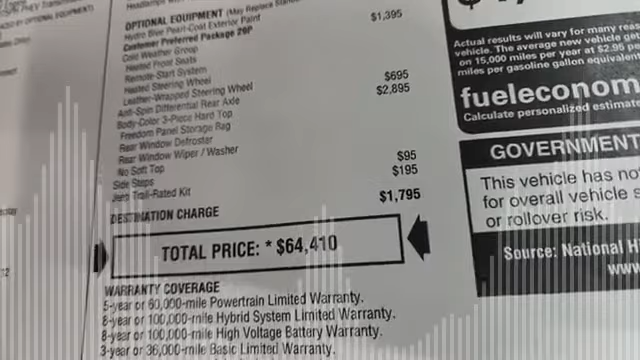 OPTIONAL EQUIPMENT (May Replace Standard
Hydro Blue Pearl-Coat Exterior Paint
Customer Preferred Package 29P
Cold Weather Group $1,395
Heated Front Seats
Remote-Start System
Heated Steering Wheel
Leather-Wrapped Steering Wheel
Anti-Spin Differential Rear Axle $695
Body-Color 3-Piece Hard Top $2,895
Freedom Panel Storage Bag
Rear Window Defroster
Rear Window Wiper / Washer
No Soft Top
Side Steps $95
Jeep Trail-Rated Kit $195
DESTINATION CHARGE $1,795
TOTAL PRICE: * $64,410
WARRANTY COVERAGE
5-year or 60,000-mile Powertrain Limited Warranty.
8-year or 100,000-mile Hybrid System Limited Warranty.
8-year or 100,000-mile High Voltage Battery Warranty.
3-year or 36,000-mile Basic Limited Warranty.
Actual results will vary for many rea
vehicle. The average new vehicle get
on 15,000 miles per year at $2.95 p
miles per gasoline gallon equivalen
fueleconom
Calculate personalized estimat
GOVERNMENT
This vehicle has no
for overall vehicle s
or rollover risk.
Source: National Hi
www